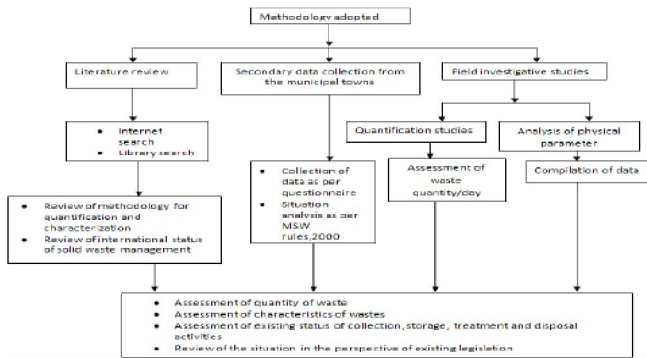 Methodology adopted
Literature review
Secondary data collection from
the municipal towns
Field investigative studies
• Internet
search
• Library search
Quantification studies
Analysis of physical
parameter
• Review of methodology for
quantification and
characterization
• Review of international status
of solid waste management
• Collection of
data as per
questionnaire
• Situation
analysis as per
MSW
rules,2000
Assessment of
waste
quantity/day
Compilation of data
• Assessment of quantity of waste
• Assessment of characteristics of wastes
• Assessment of existing status of collection, storage, treatment and disposal
activities
• Review of the situation in the perspective of existing legislation